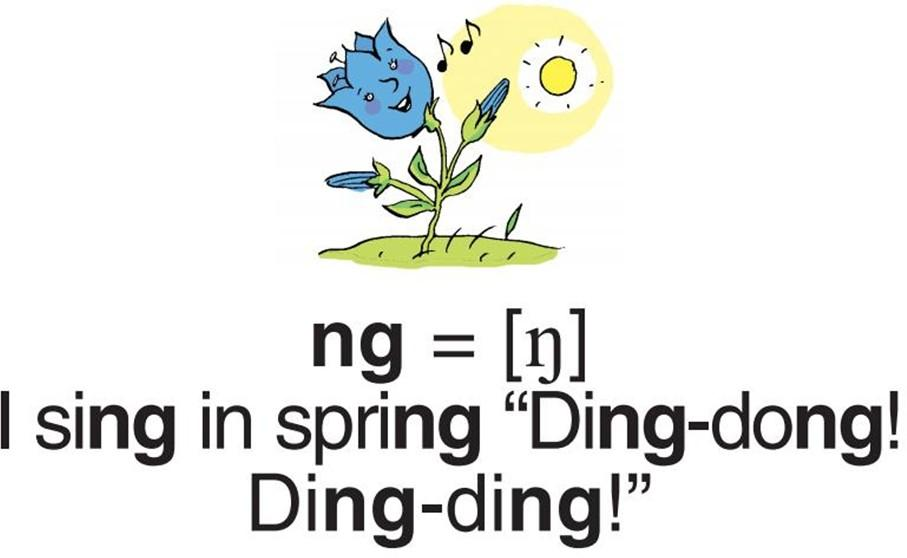 ng = [ŋ]
I sing in spring “Ding-dong!
Ding-ding!”